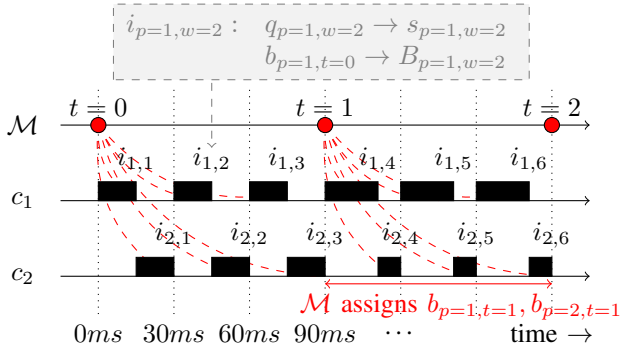 i_{p=1,w=2} : q_{p=1,w=2} → s_{p=1,w=2}
b_{p=1,t=0} → B_{p=1,w=2}
t = 0 t = 1 t = 2
ℳ
i_{1,1} i_{1,2} i_{1,3} i_{1,4} i_{1,5} i_{1,6}
c_1
i_{2,1} i_{2,2} i_{2,3} i_{2,4} i_{2,5} i_{2,6}
c_2
ℳ assigns b_{p=1,t=1}, b_{p=2,t=1}
0ms 30ms 60ms 90ms ⋯ time →